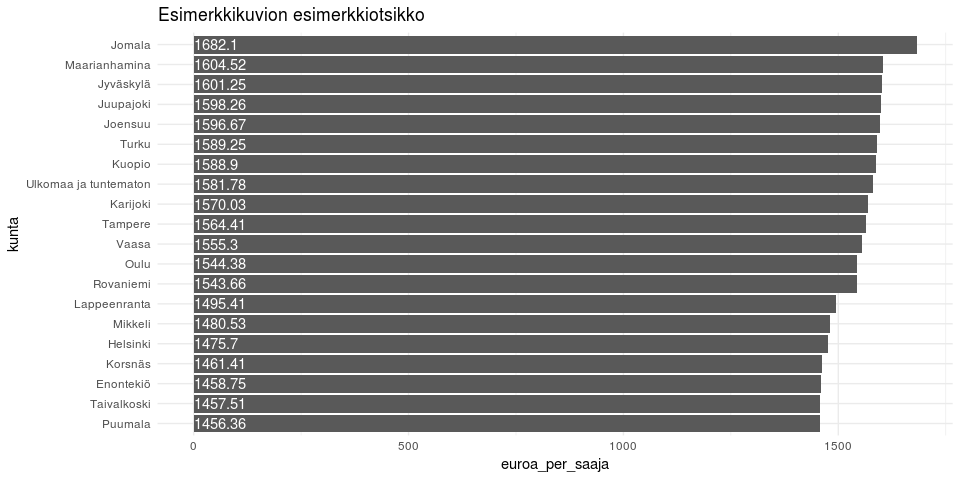 Esimerkkikuvion esimerkkiotsikko
kunta
Jomala 1682.1
Maarianhamina 1604.52
Jyväskylä 1601.25
Juupajoki 1598.26
Joensuu 1596.67
Turku 1589.25
Kuopio 1588.9
Ulkomaa ja tuntematon 1581.78
Karijoki 1570.03
Tampere 1564.41
Vaasa 1555.3
Oulu 1544.38
Rovaniemi 1543.66
Lappeenranta 1495.41
Mikkeli 1480.53
Helsinki 1475.7
Korsnäs 1461.41
Enontekiö 1458.75
Taivalkoski 1457.51
Puumala 1456.36
0 500 1000 1500
euroa_per_saaja